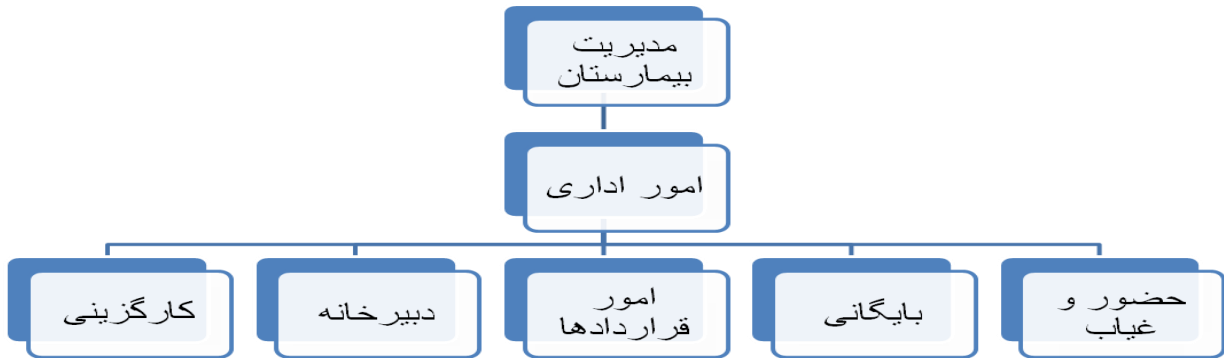 مدیریت
بیمارستان
امور اداری
حضور و
غیاب
بایگانی
امور
قراردادها
دبیرخانه
کارگزینی